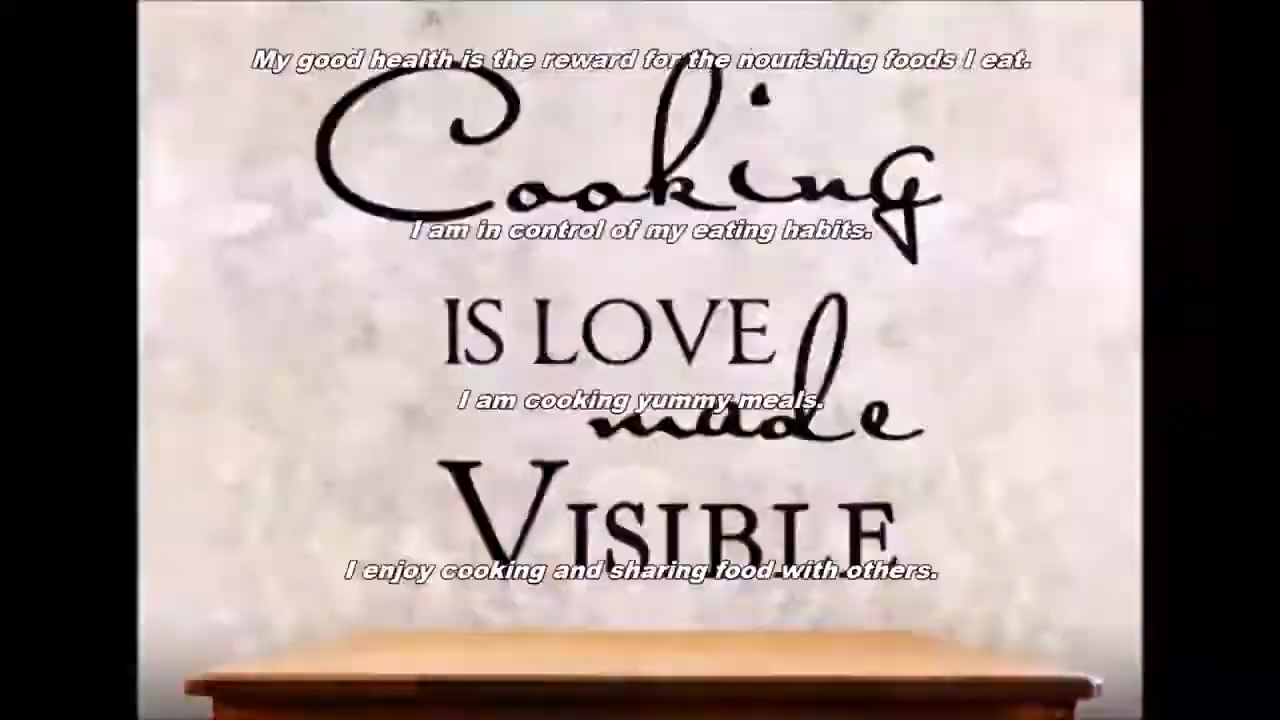 My good health is the reward for the nourishing foods I eat.
Cooking
I am in control of my eating habits.
IS LOVE
made
I am cooking yummy meals.
VISIBLE
I enjoy cooking and sharing food with others.